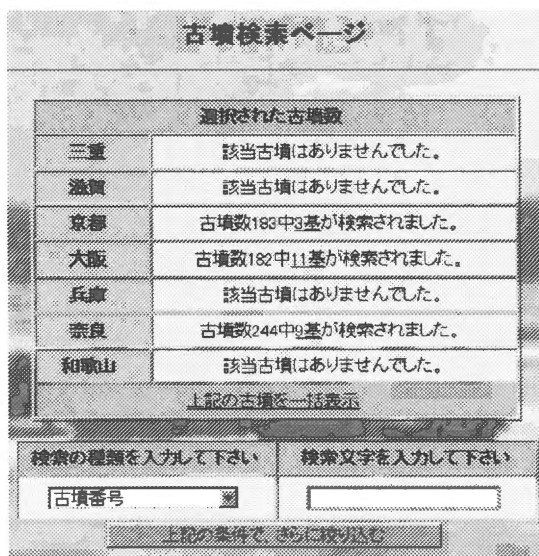 古墳検索ページ
選択された古墳数
三重 該当古墳はありませんでした。
滋賀 該当古墳はありませんでした。
京都 古墳数183中3基が検索されました。
大阪 古墳数182中11基が検索されました。
兵庫 該当古墳はありませんでした。
奈良 古墳数244中9基が検索されました。
和歌山 該当古墳はありませんでした。
上記の古墳を一括表示
検索の種類を入力して下さい 検索文字を入力して下さい
古墳番号
上記の条件で、さらに絞り込む